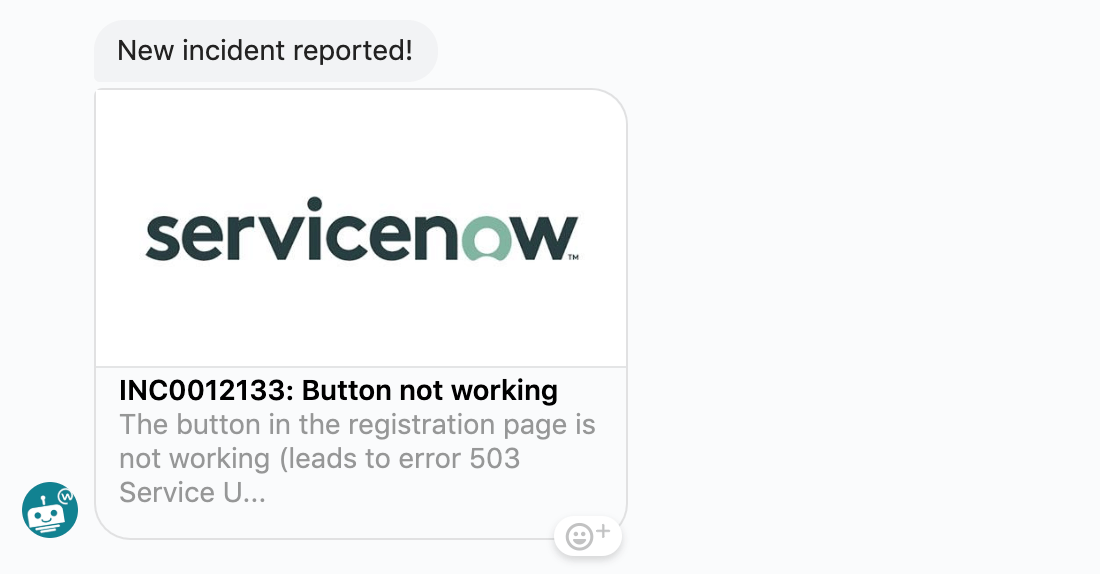 New incident reported!
servicenow™
INC0012133: Button not working
The button in the registration page is
not working (leads to error 503
Service U...